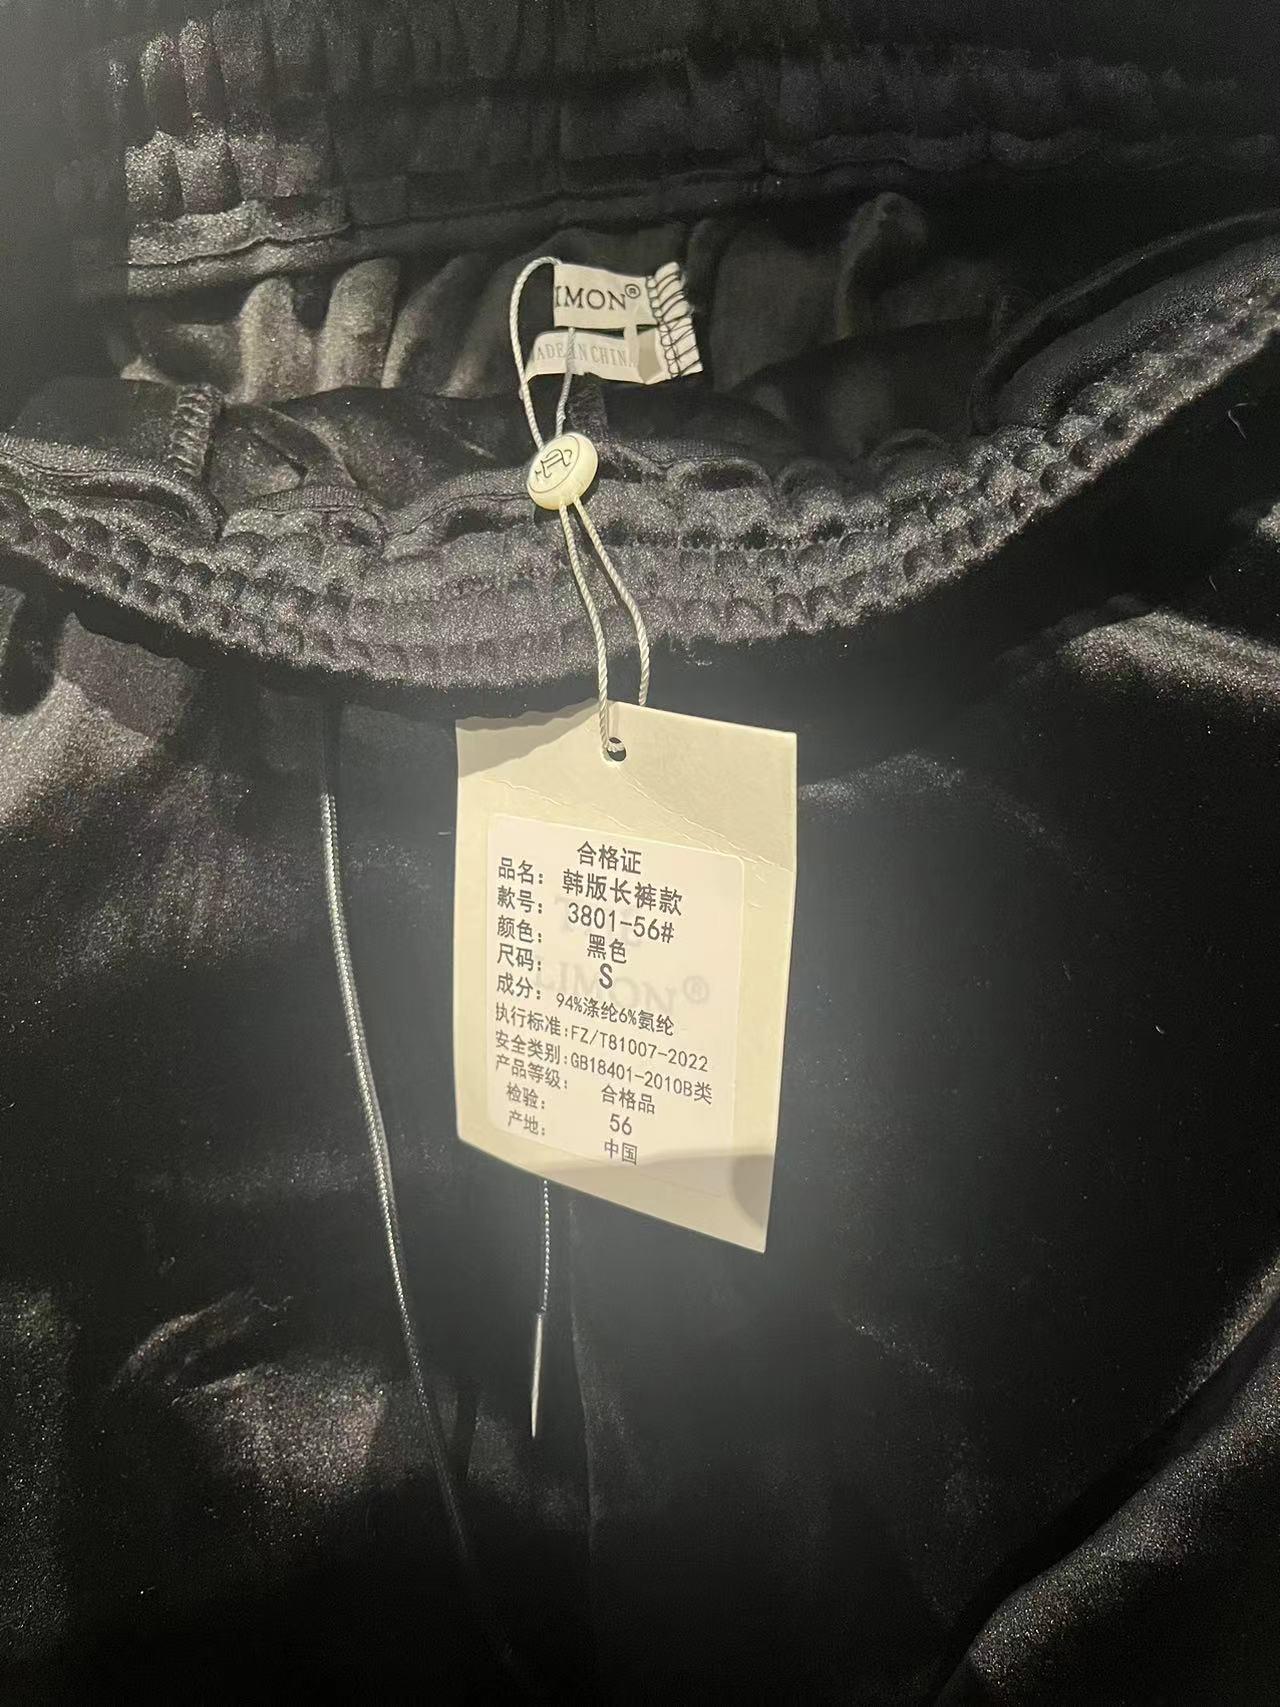 IMON®
ADE IN CHIN
合格证
品名： 韩版长裤款
款号： 3801-56#
颜色： 黑色
尺码： S
成分： 94%涤纶6%氨纶
执行标准:FZ/T81007-2022
安全类别:GB18401-2010B类
产品等级： 合格品
检验： 56
产地： 中国